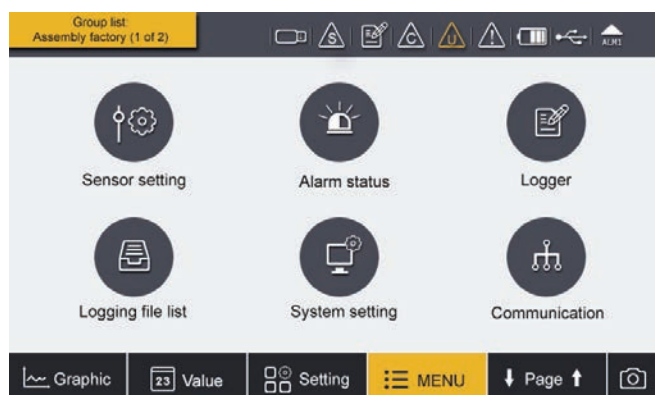 Group list:
Assembly factory (1 of 2)
S
C
U
!
ALM1
Sensor setting
Alarm status
Logger
Logging file list
System setting
Communication
Graphic
23 Value
Setting
MENU
Page